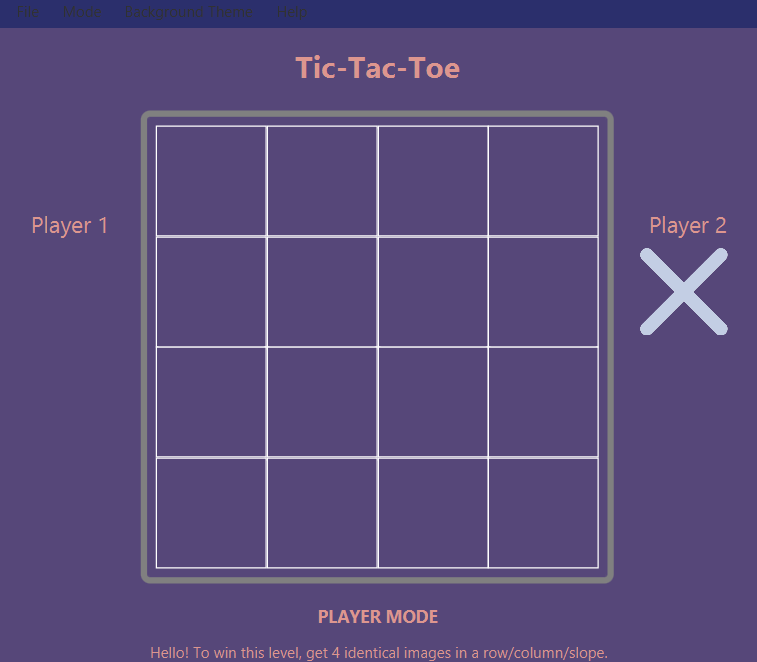 File Mode Background Theme Help
Tic-Tac-Toe
Player 1
Player 2
PLAYER MODE
Hello! To win this level, get 4 identical images in a row/column/slope.